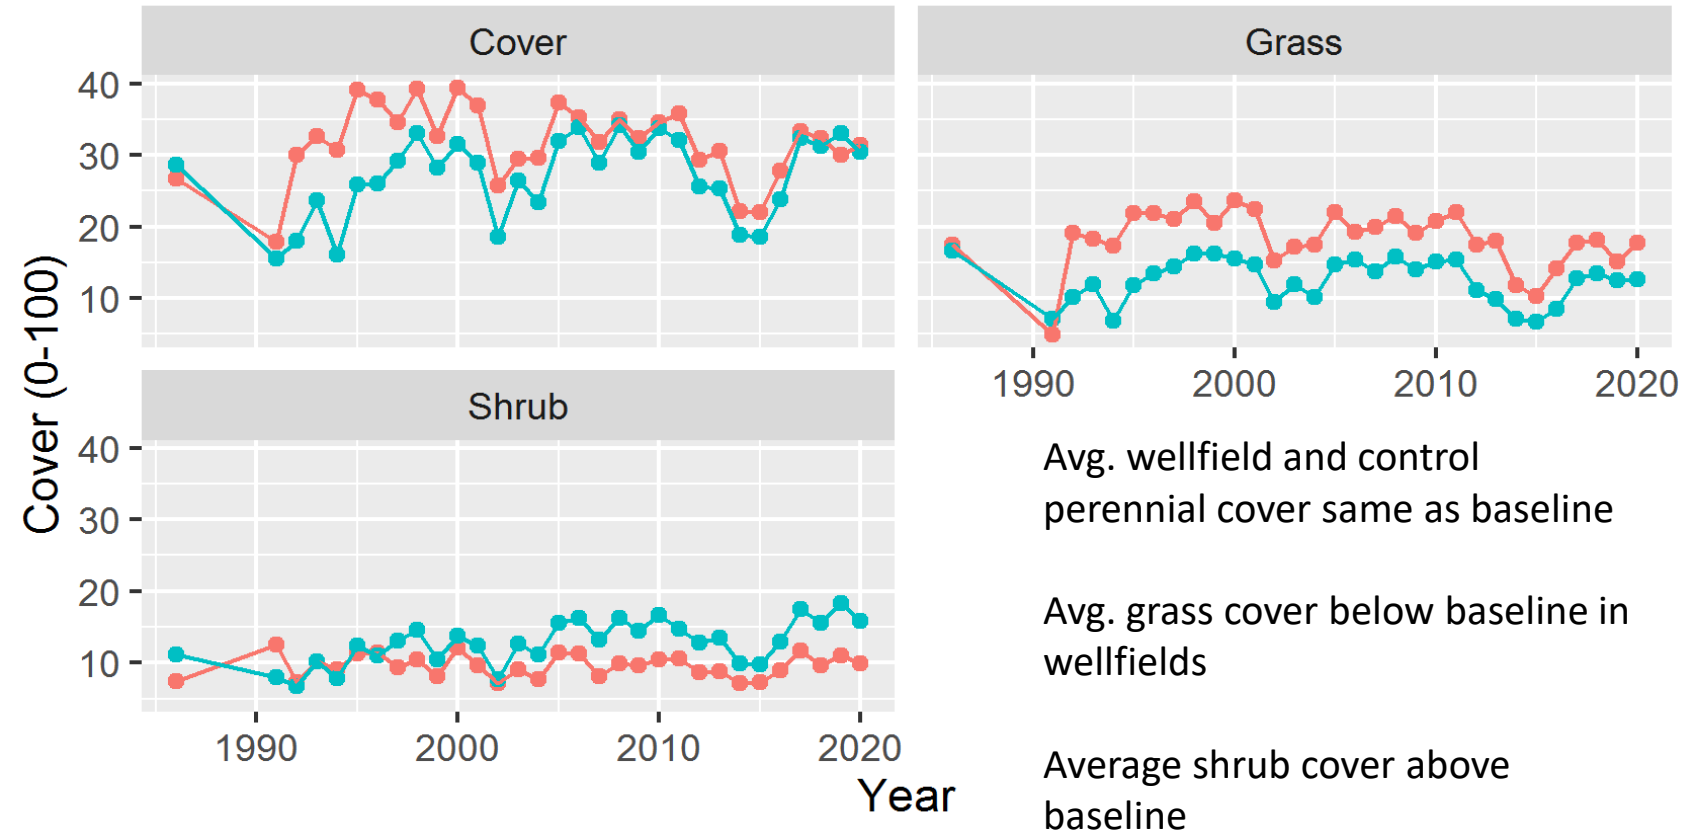 Cover
Grass
Cover (0-100)
40
30
20
10
1990
2000
2010
2020
Shrub
40
30
20
10
1990
2000
2010
2020
Year
Avg. wellfield and control
perennial cover same as baseline
Avg. grass cover below baseline in
wellfields
Average shrub cover above
baseline